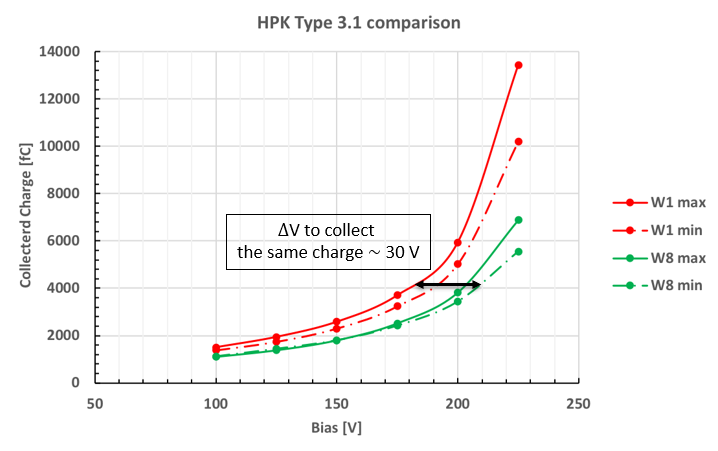 HPK Type 3.1 comparison
14000
12000
10000
8000
6000
4000
2000
0
Collecterd Charge [fC]
ΔV to collect
the same charge ~ 30 V
W1 max
W1 min
W8 max
W8 min
50
100
150
200
250
Bias [V]